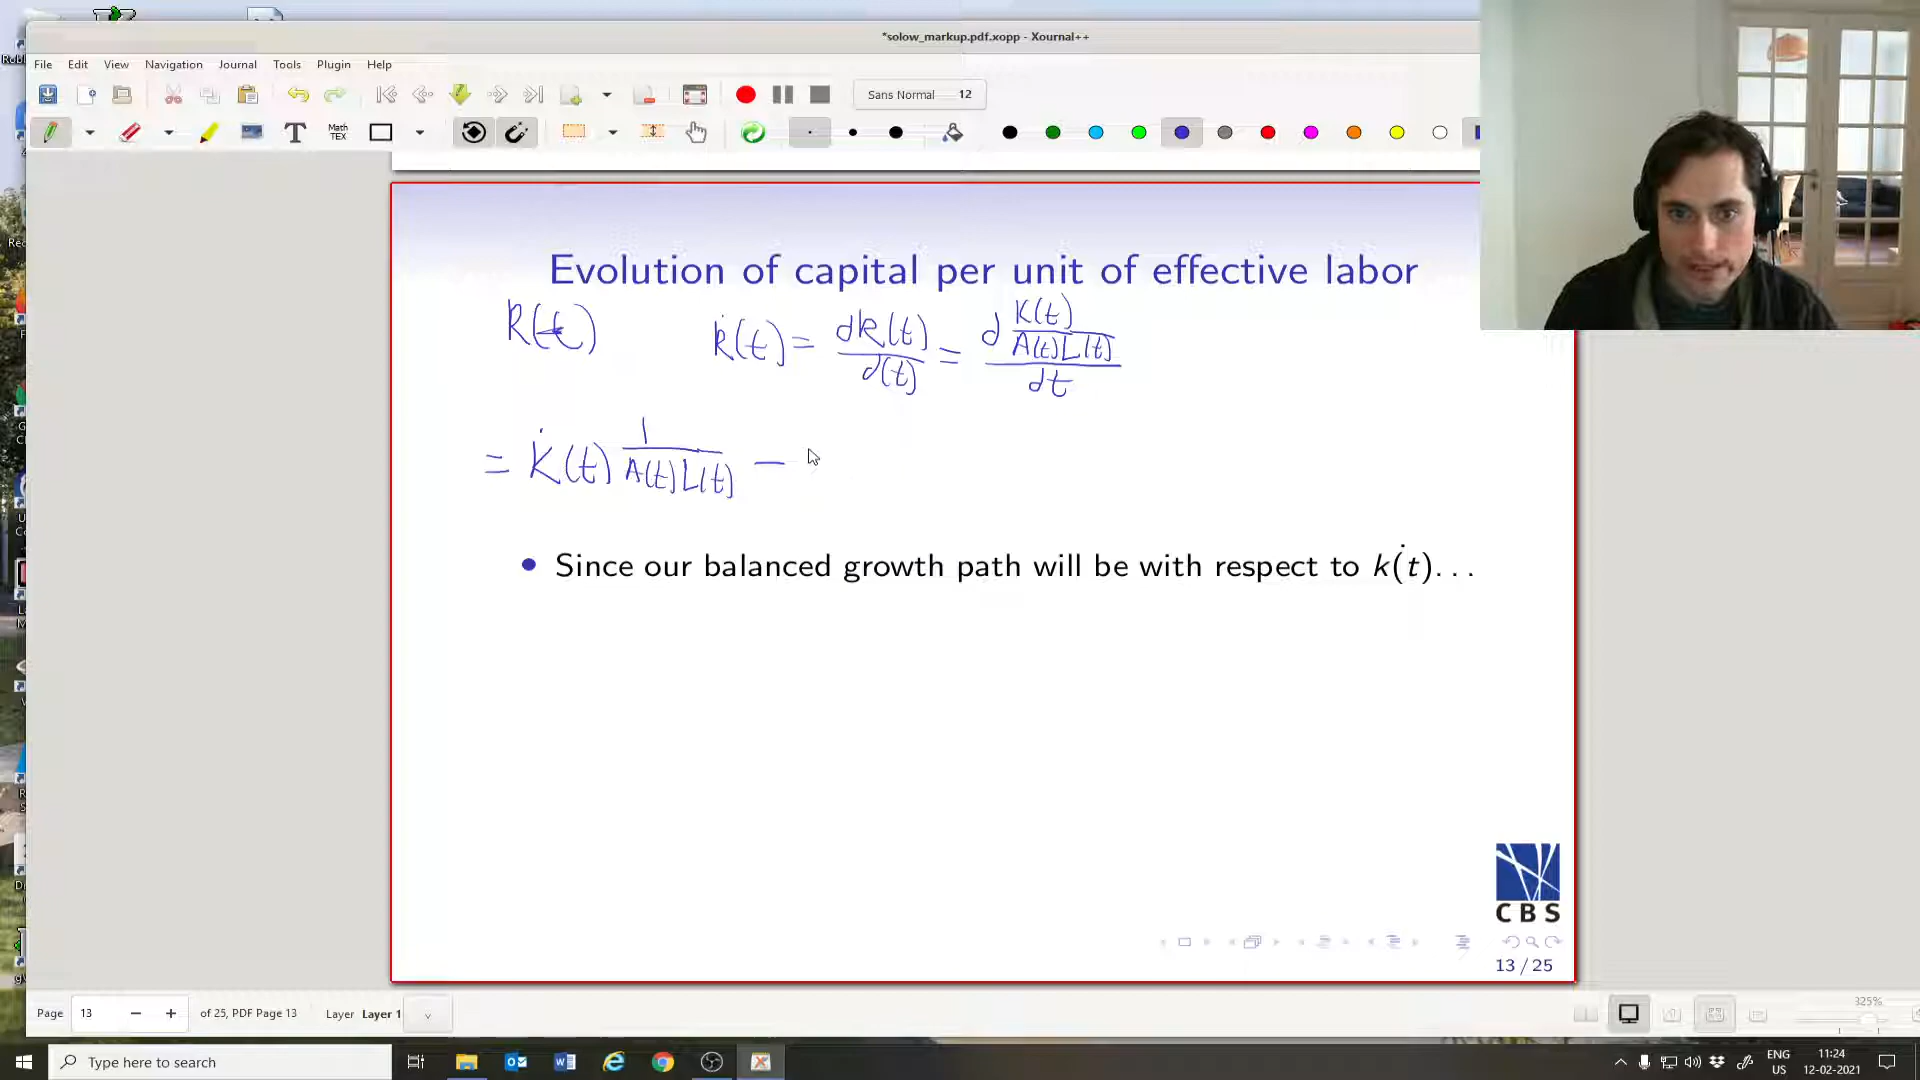 *solow_markup.pdf.xopp - Xournal++
File Edit View Navigation Journal Tools Plugin Help
Sans Normal 12
Math
TEX
Evolution of capital per unit of effective labor
k(t) k̇(t) = dk(t)/d(t) = d K(t)/A(t)L(t) / dt
= K̇(t) 1/A(t)L(t) −
• Since our balanced growth path will be with respect to k̇(t)...
CBS
13 / 25
325%
Page 13 − + of 25, PDF Page 13 Layer Layer 1
Type here to search
ENG
US
11:24
12-02-2021